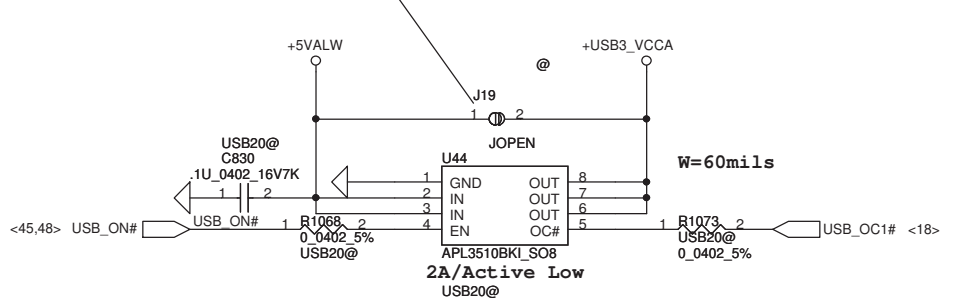 +5VALW
+USB3_VCCA
@
J19
1 2
JOPEN
USB20@
C830
.1U_0402_16V7K
1 2
U44
W=60mils
1 GND OUT 8
2 IN OUT 7
3 IN OUT 6
4 EN OC# 5
APL3510BKI_SO8
2A/Active Low
USB20@
<45,48> USB_ON#
USB_ON#
1 R1068 2
0_0402_5%
USB20@
1 R1073 2
USB20@
0_0402_5%
USB_OC1# <18>